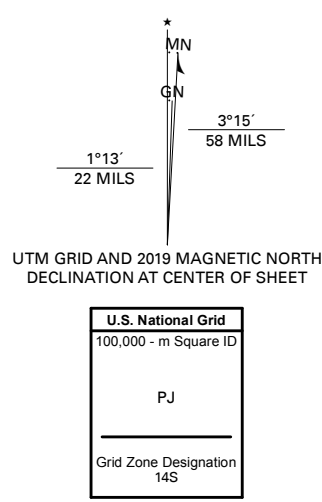 ★
MN
GN
3°15´
58 MILS
1°13´
22 MILS
UTM GRID AND 2019 MAGNETIC NORTH
DECLINATION AT CENTER OF SHEET
U.S. National Grid
100,000 - m Square ID
PJ
Grid Zone Designation
14S